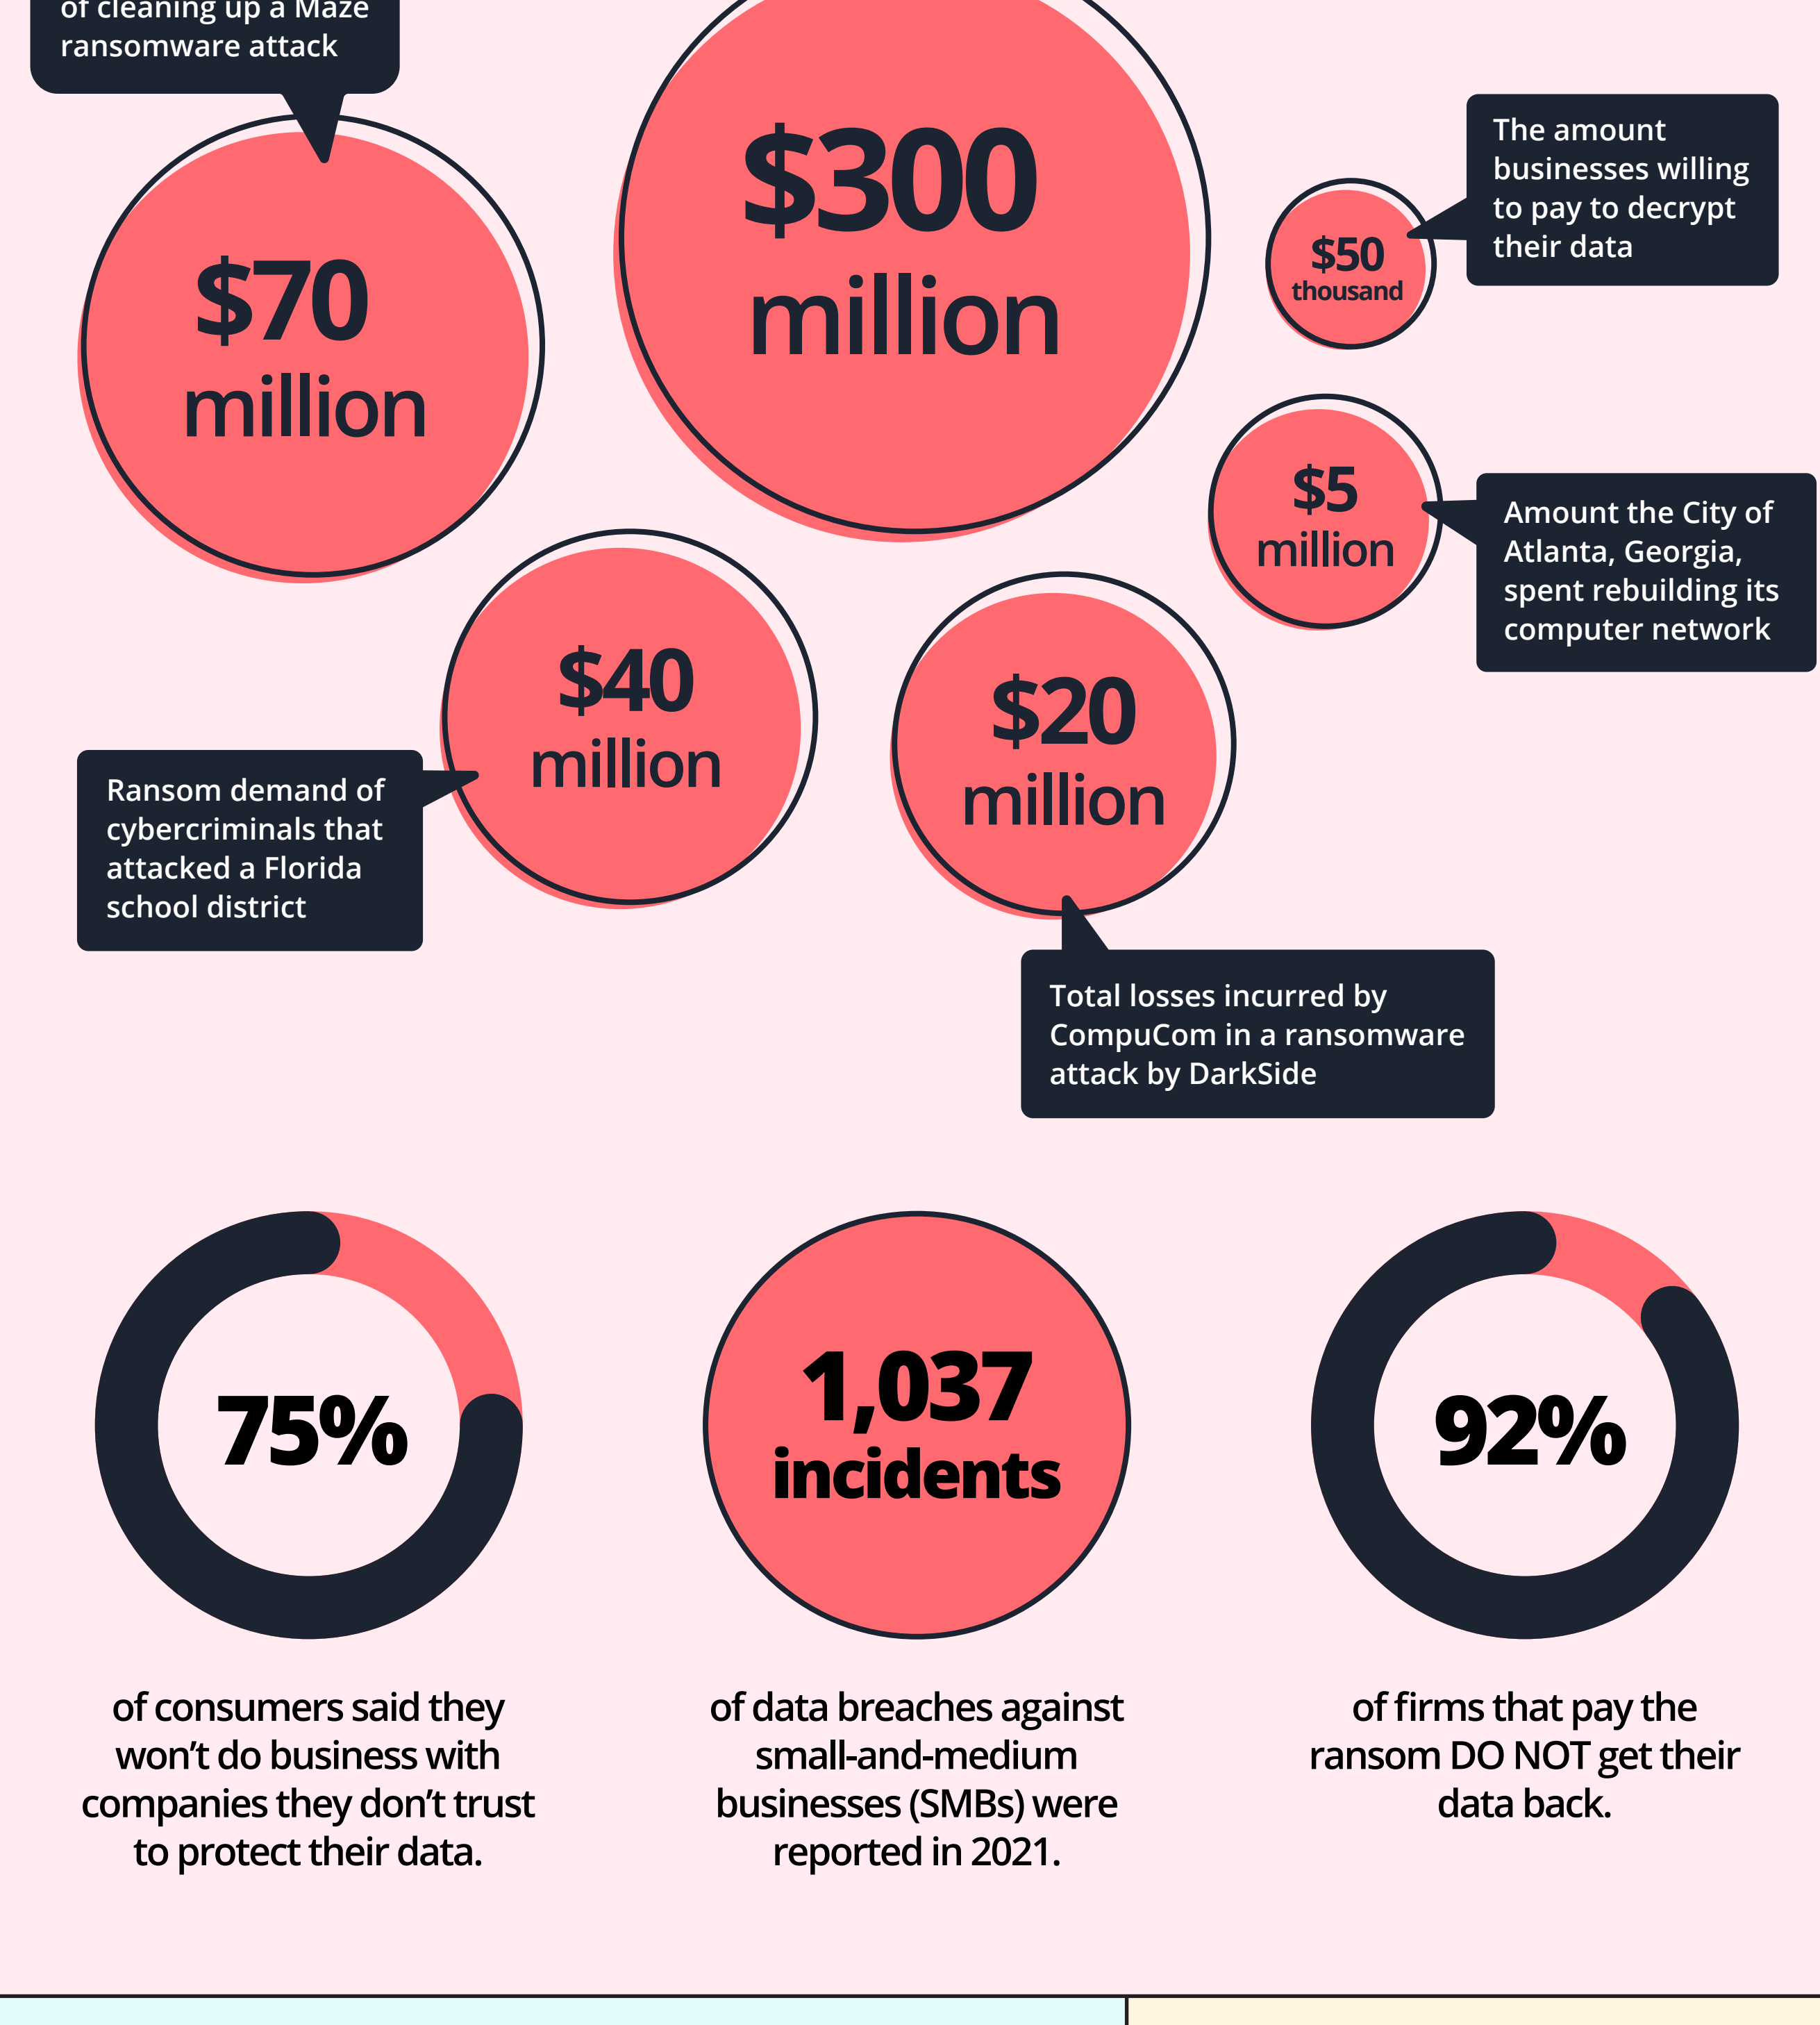 of cleaning up a Maze
ransomware attack
$70
million
$300
million
$50
thousand
The amount
businesses willing
to pay to decrypt
their data
$5
million
Amount the City of
Atlanta, Georgia,
spent rebuilding its
computer network
$40
million
Ransom demand of
cybercriminals that
attacked a Florida
school district
$20
million
Total losses incurred by
CompuCom in a ransomware
attack by DarkSide
75%
of consumers said they
won't do business with
companies they don't trust
to protect their data.
1,037
incidents
of data breaches against
small-and-medium
businesses (SMBs) were
reported in 2021.
92%
of firms that pay the
ransom DO NOT get their
data back.